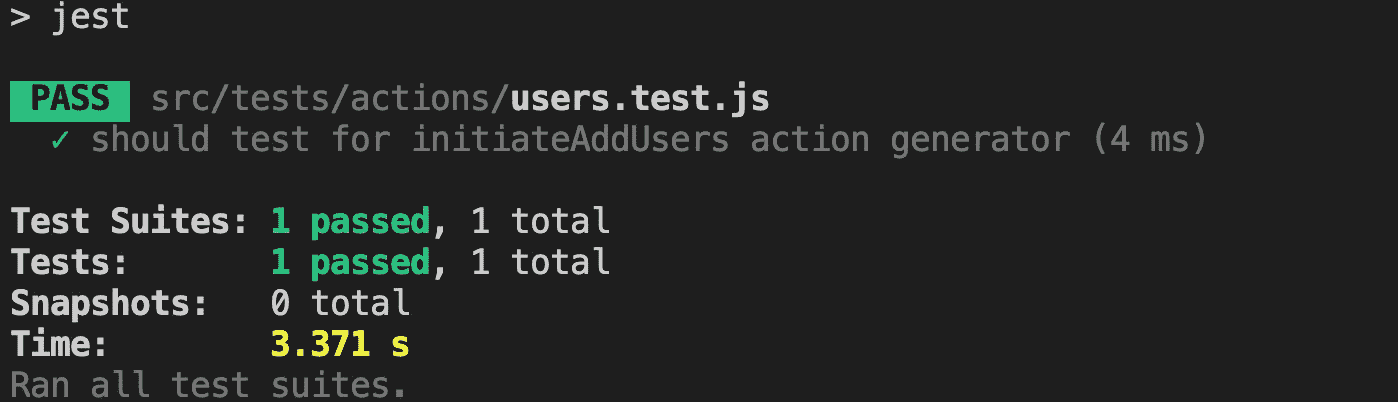 > jest
PASS src/tests/actions/users.test.js
✓ should test for initiateAddUsers action generator (4 ms)
Test Suites: 1 passed, 1 total
Tests: 1 passed, 1 total
Snapshots: 0 total
Time: 3.371 s
Ran all test suites.